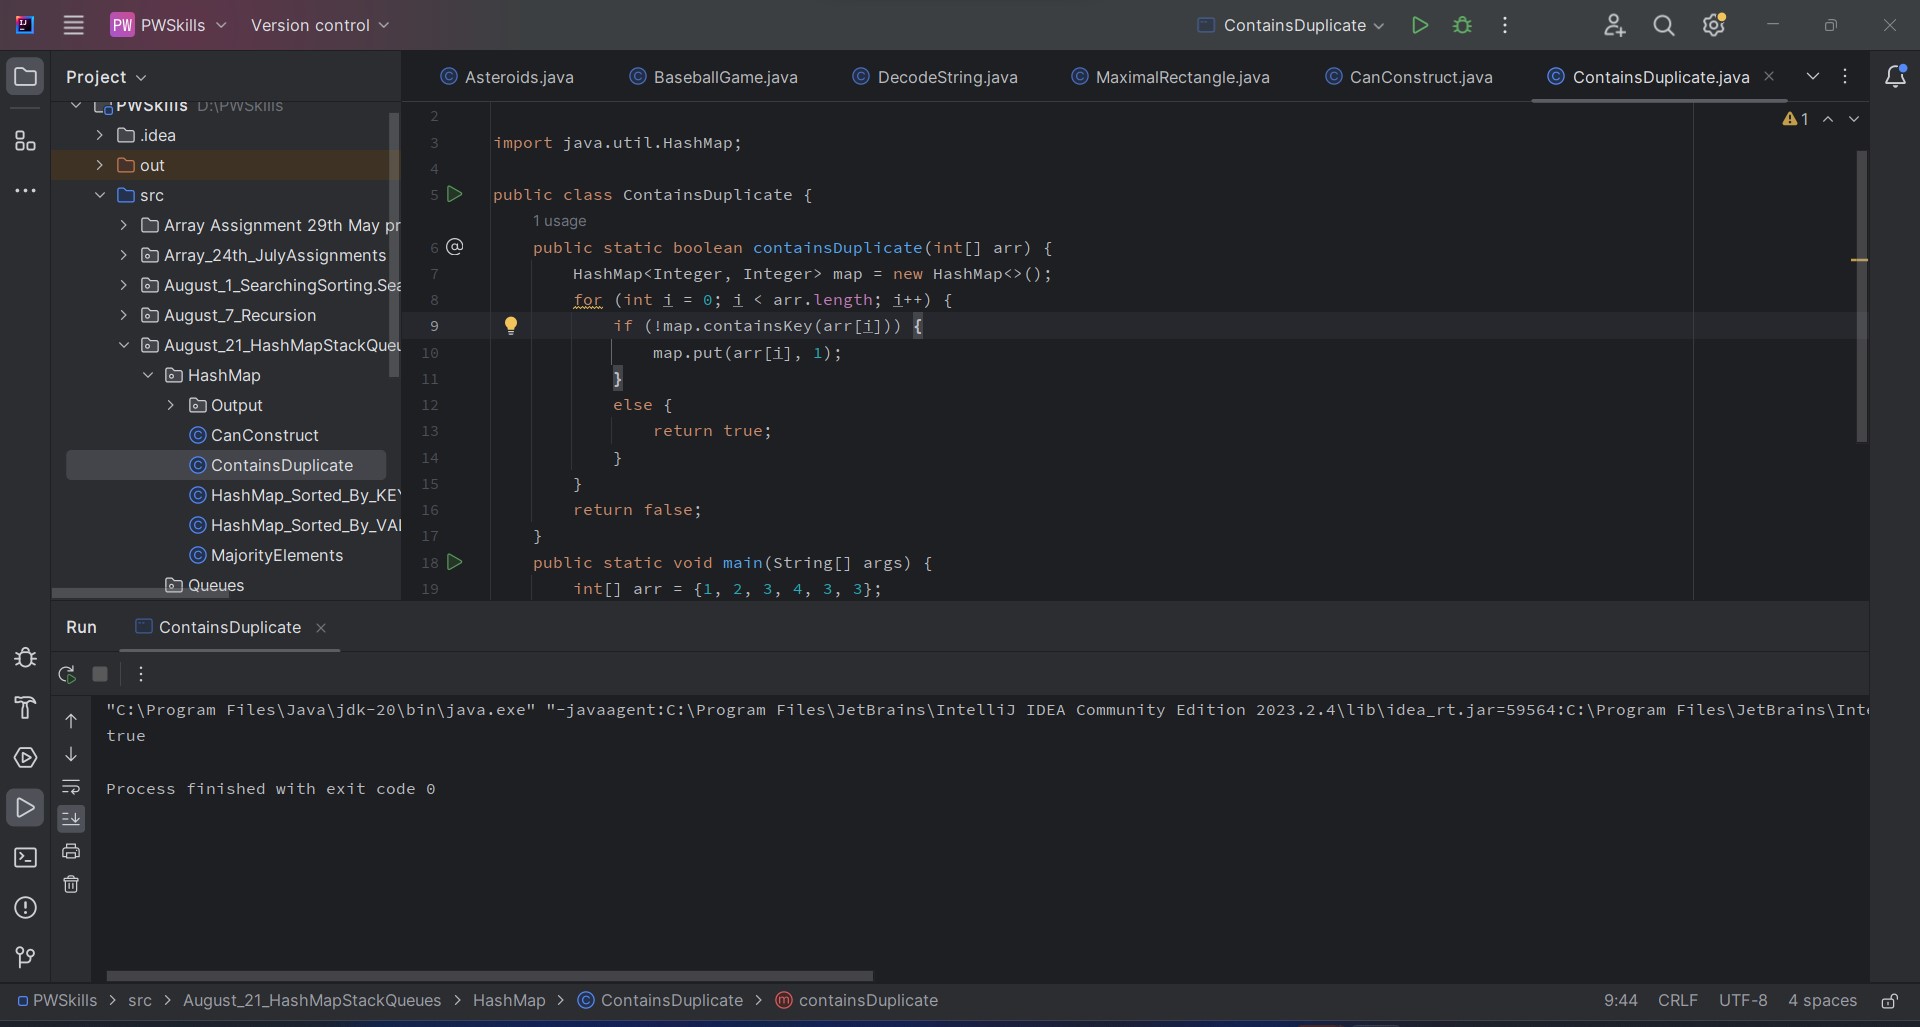 PW PWSkills Version control ContainsDuplicate
Project
Asteroids.java BaseballGame.java DecodeString.java MaximalRectangle.java CanConstruct.java ContainsDuplicate.java
PWSkills D:\PWSkills
.idea
out
src
Array Assignment 29th May pr
Array_24th_JulyAssignments
August_1_SearchingSorting.Sea
August_7_Recursion
August_21_HashMapStackQueu
HashMap
Output
CanConstruct
ContainsDuplicate
HashMap_Sorted_By_KEY
HashMap_Sorted_By_VAL
MajorityElements
Queues
1
2
3 import java.util.HashMap;
4
5 public class ContainsDuplicate {
1 usage
6 @ public static boolean containsDuplicate(int[] arr) {
7 HashMap<Integer, Integer> map = new HashMap<>();
8 for (int i = 0; i < arr.length; i++) {
9 if (!map.containsKey(arr[i])) {
10 map.put(arr[i], 1);
11 }
12 else {
13 return true;
14 }
15 }
16 return false;
17 }
18 public static void main(String[] args) {
19 int[] arr = {1, 2, 3, 4, 3, 3};
Run ContainsDuplicate
"C:\Program Files\Java\jdk-20\bin\java.exe" "-javaagent:C:\Program Files\JetBrains\IntelliJ IDEA Community Edition 2023.2.4\lib\idea_rt.jar=59564:C:\Program Files\JetBrains\Inte
true
Process finished with exit code 0
PWSkills > src > August_21_HashMapStackQueues > HashMap > ContainsDuplicate > containsDuplicate 9:44 CRLF UTF-8 4 spaces